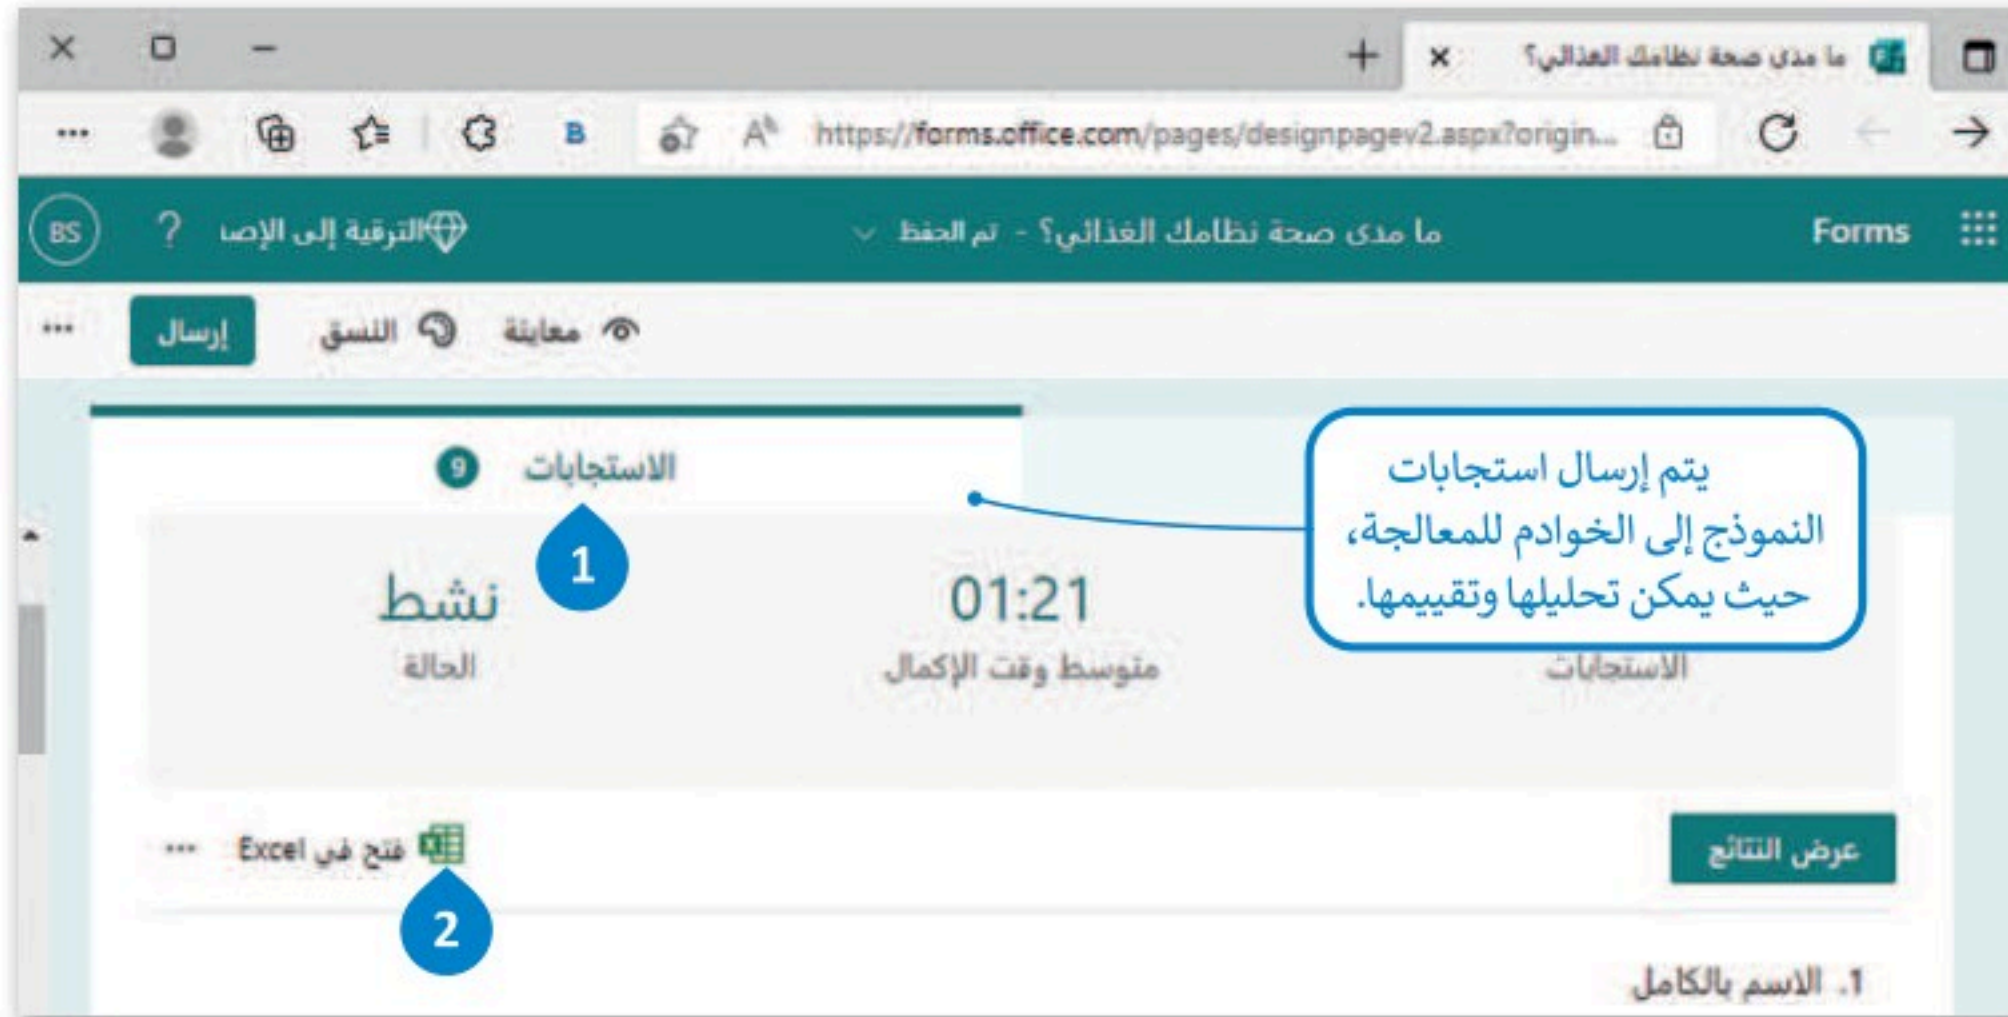 ما مدى صحة نظامك الغذائي؟
https://forms.office.com/pages/designpagev2.aspx?origin...
Forms
ما مدى صحة نظامك الغذائي؟ - تم الحفظ
الترقية إلى الإصد
?
BS
معاينة
النسق
إرسال
...
الاستجابات 9
1
يتم إرسال استجابات
النموذج إلى الخوادم للمعالجة،
حيث يمكن تحليلها وتقييمها.
الاستجابات
01:21
متوسط وقت الإكمال
نشط
الحالة
عرض النتائج
فتح في Excel
...
2
1. الاسم بالكامل